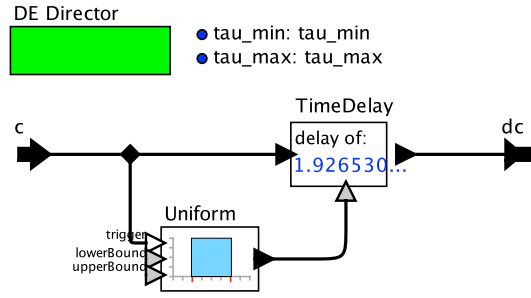 DE Director
tau_min: tau_min
tau_max: tau_max
TimeDelay
c
delay of:
dc
1.926530...
Uniform
trigger
lowerBound
upperBound